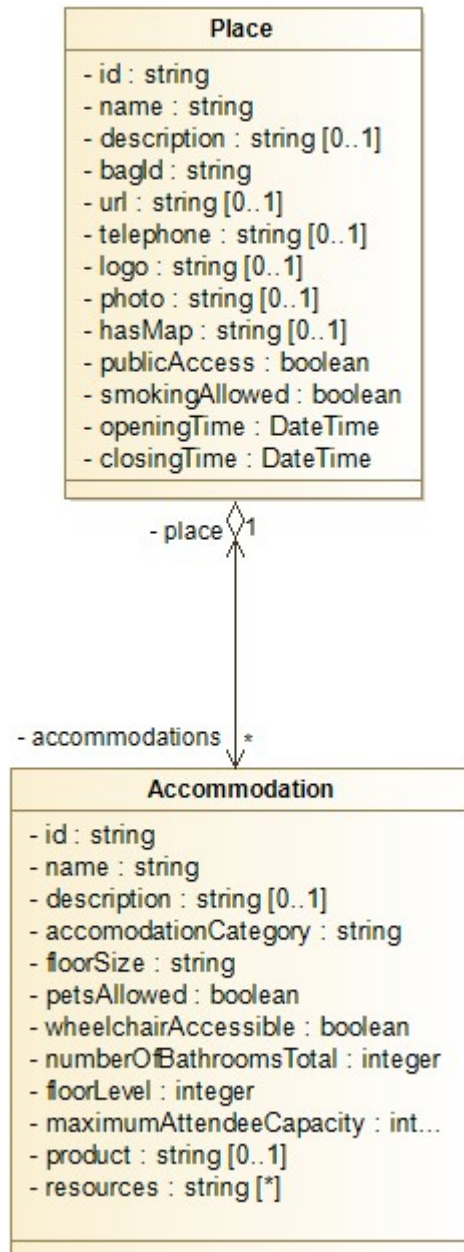 Place
- id : string
- name : string
- description : string [0..1]
- bagId : string
- url : string [0..1]
- telephone : string [0..1]
- logo : string [0..1]
- photo : string [0..1]
- hasMap : string [0..1]
- publicAccess : boolean
- smokingAllowed : boolean
- openingTime : DateTime
- closingTime : DateTime
- place 1
- accommodations *
Accommodation
- id : string
- name : string
- description : string [0..1]
- accomodationCategory : string
- floorSize : string
- petsAllowed : boolean
- wheelchairAccessible : boolean
- numberOfBathroomsTotal : integer
- floorLevel : integer
- maximumAttendeeCapacity : int...
- product : string [0..1]
- resources : string [*]